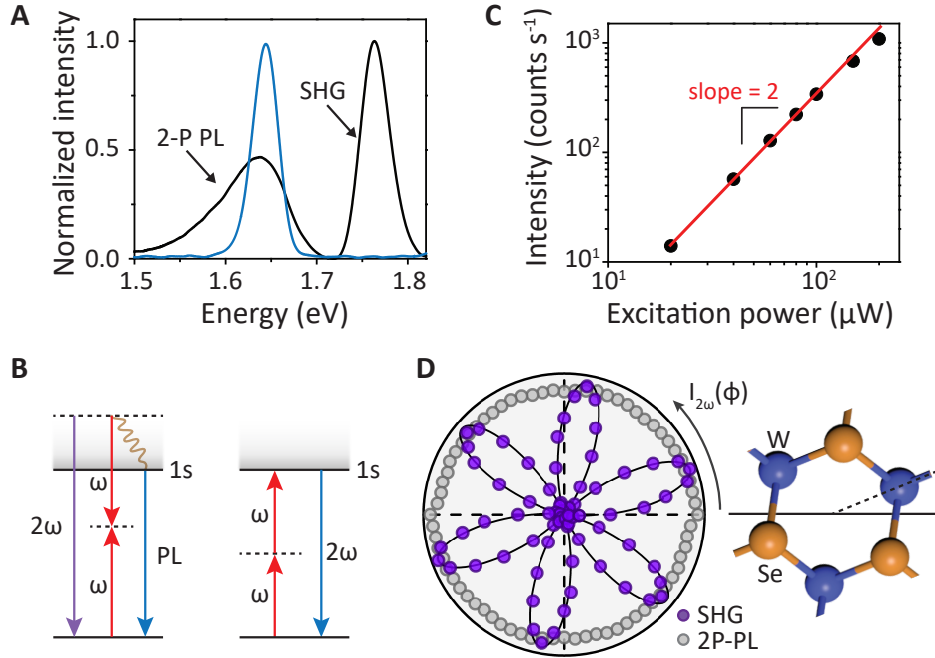 A
Normalized intensity
1.0
0.5
0.0
2-P PL
SHG
1.5
1.6
1.7
1.8
Energy (eV)
C
Intensity (counts s⁻¹)
10³
10²
10¹
slope = 2
10¹
10²
Excitation power (µW)
B
1s
ω
2ω
PL
ω
1s
ω
2ω
ω
D
I₂ω(ϕ)
W
Se
SHG
2P-PL